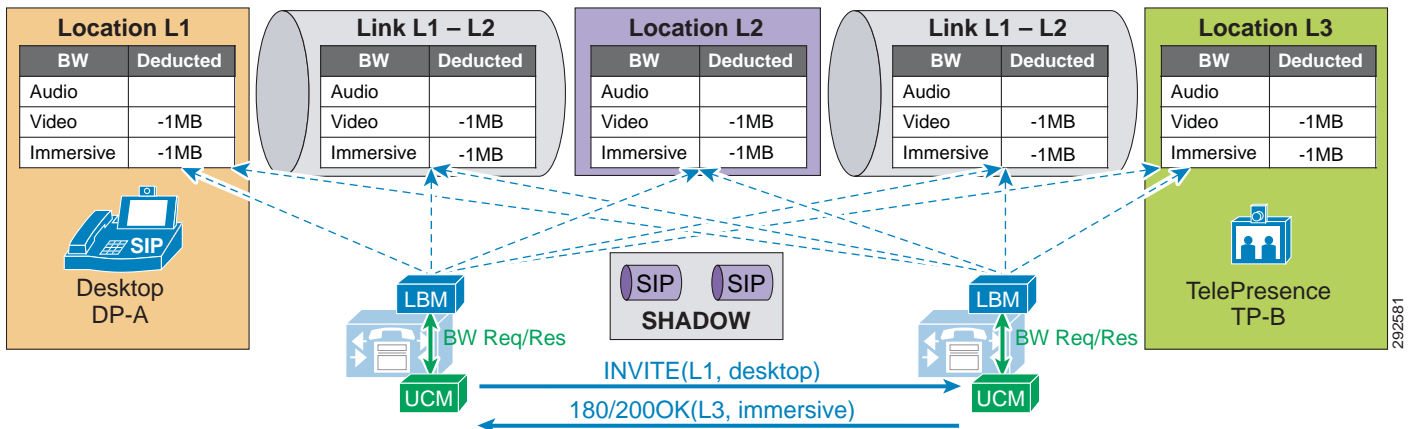 Location L1
BW Deducted
Audio
Video -1MB
Immersive -1MB
SIP
Desktop
DP-A
Link L1 – L2
BW Deducted
Audio
Video -1MB
Immersive -1MB
Location L2
BW Deducted
Audio
Video -1MB
Immersive -1MB
Link L1 – L2
BW Deducted
Audio
Video -1MB
Immersive -1MB
Location L3
BW Deducted
Audio
Video -1MB
Immersive -1MB
TelePresence
TP-B
LBM
BW Req/Res
UCM
SIP SIP
SHADOW
LBM
BW Req/Res
UCM
INVITE(L1, desktop)
180/200OK(L3, immersive)
292581